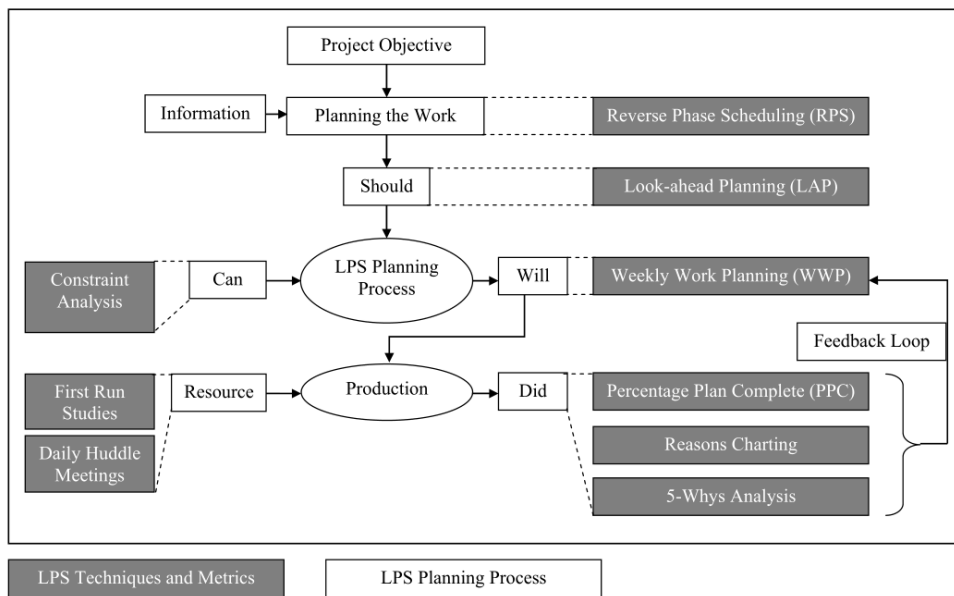 Project Objective
Information
Planning the Work
Reverse Phase Scheduling (RPS)
Should
Look-ahead Planning (LAP)
Constraint
Analysis
Can
LPS Planning
Process
Will
Weekly Work Planning (WWP)
Feedback Loop
First Run
Studies
Resource
Production
Did
Percentage Plan Complete (PPC)
Daily Huddle
Meetings
Reasons Charting
5-Whys Analysis
LPS Techniques and Metrics
LPS Planning Process